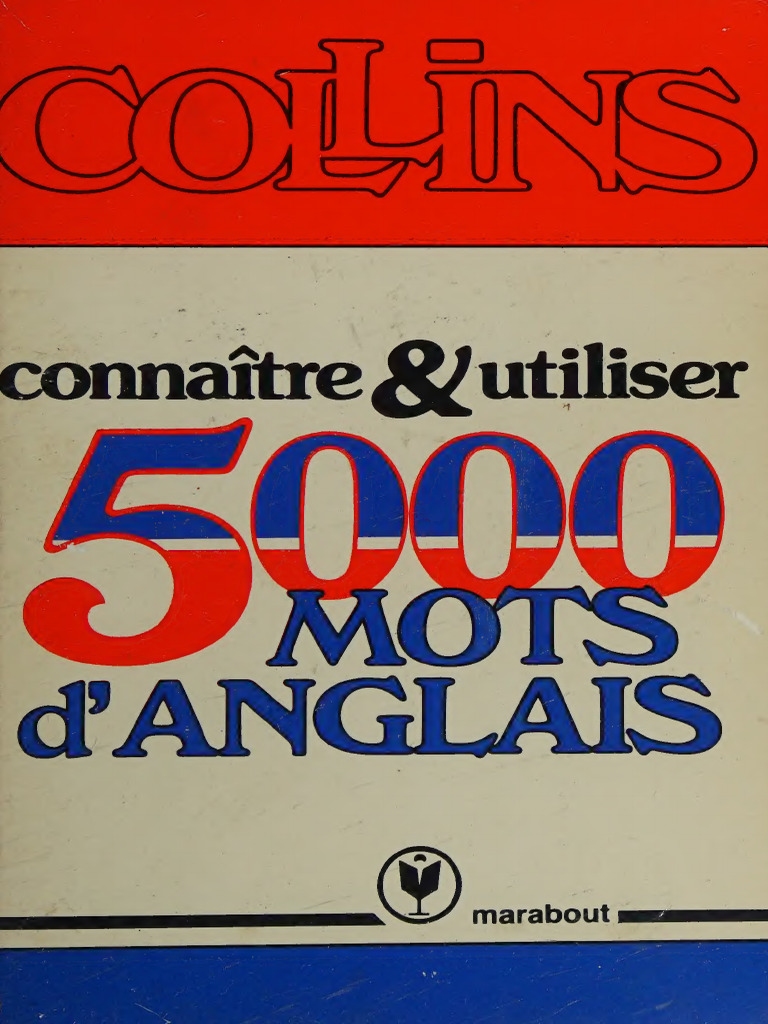 COLLINS
connaître & utiliser
5000
MOTS
d'ANGLAIS
marabout